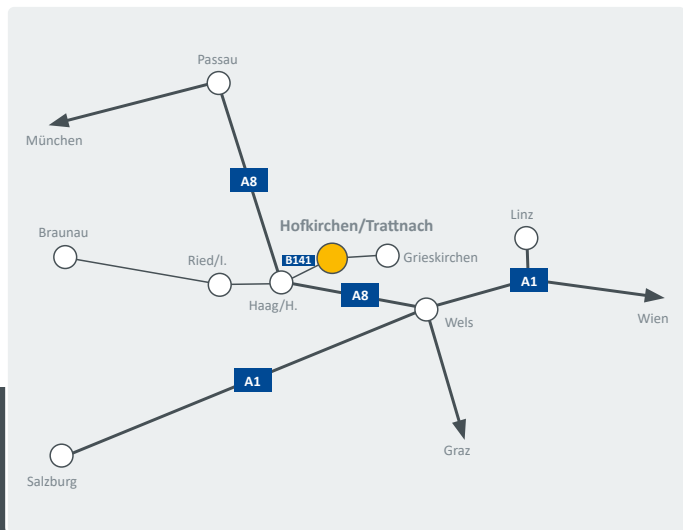 Passau
München
A8
Hofkirchen/Trattnach
Linz
Braunau
Ried/I.
B141
Grieskirchen
Haag/H.
A8
A1
Wels
Wien
A1
Graz
Salzburg